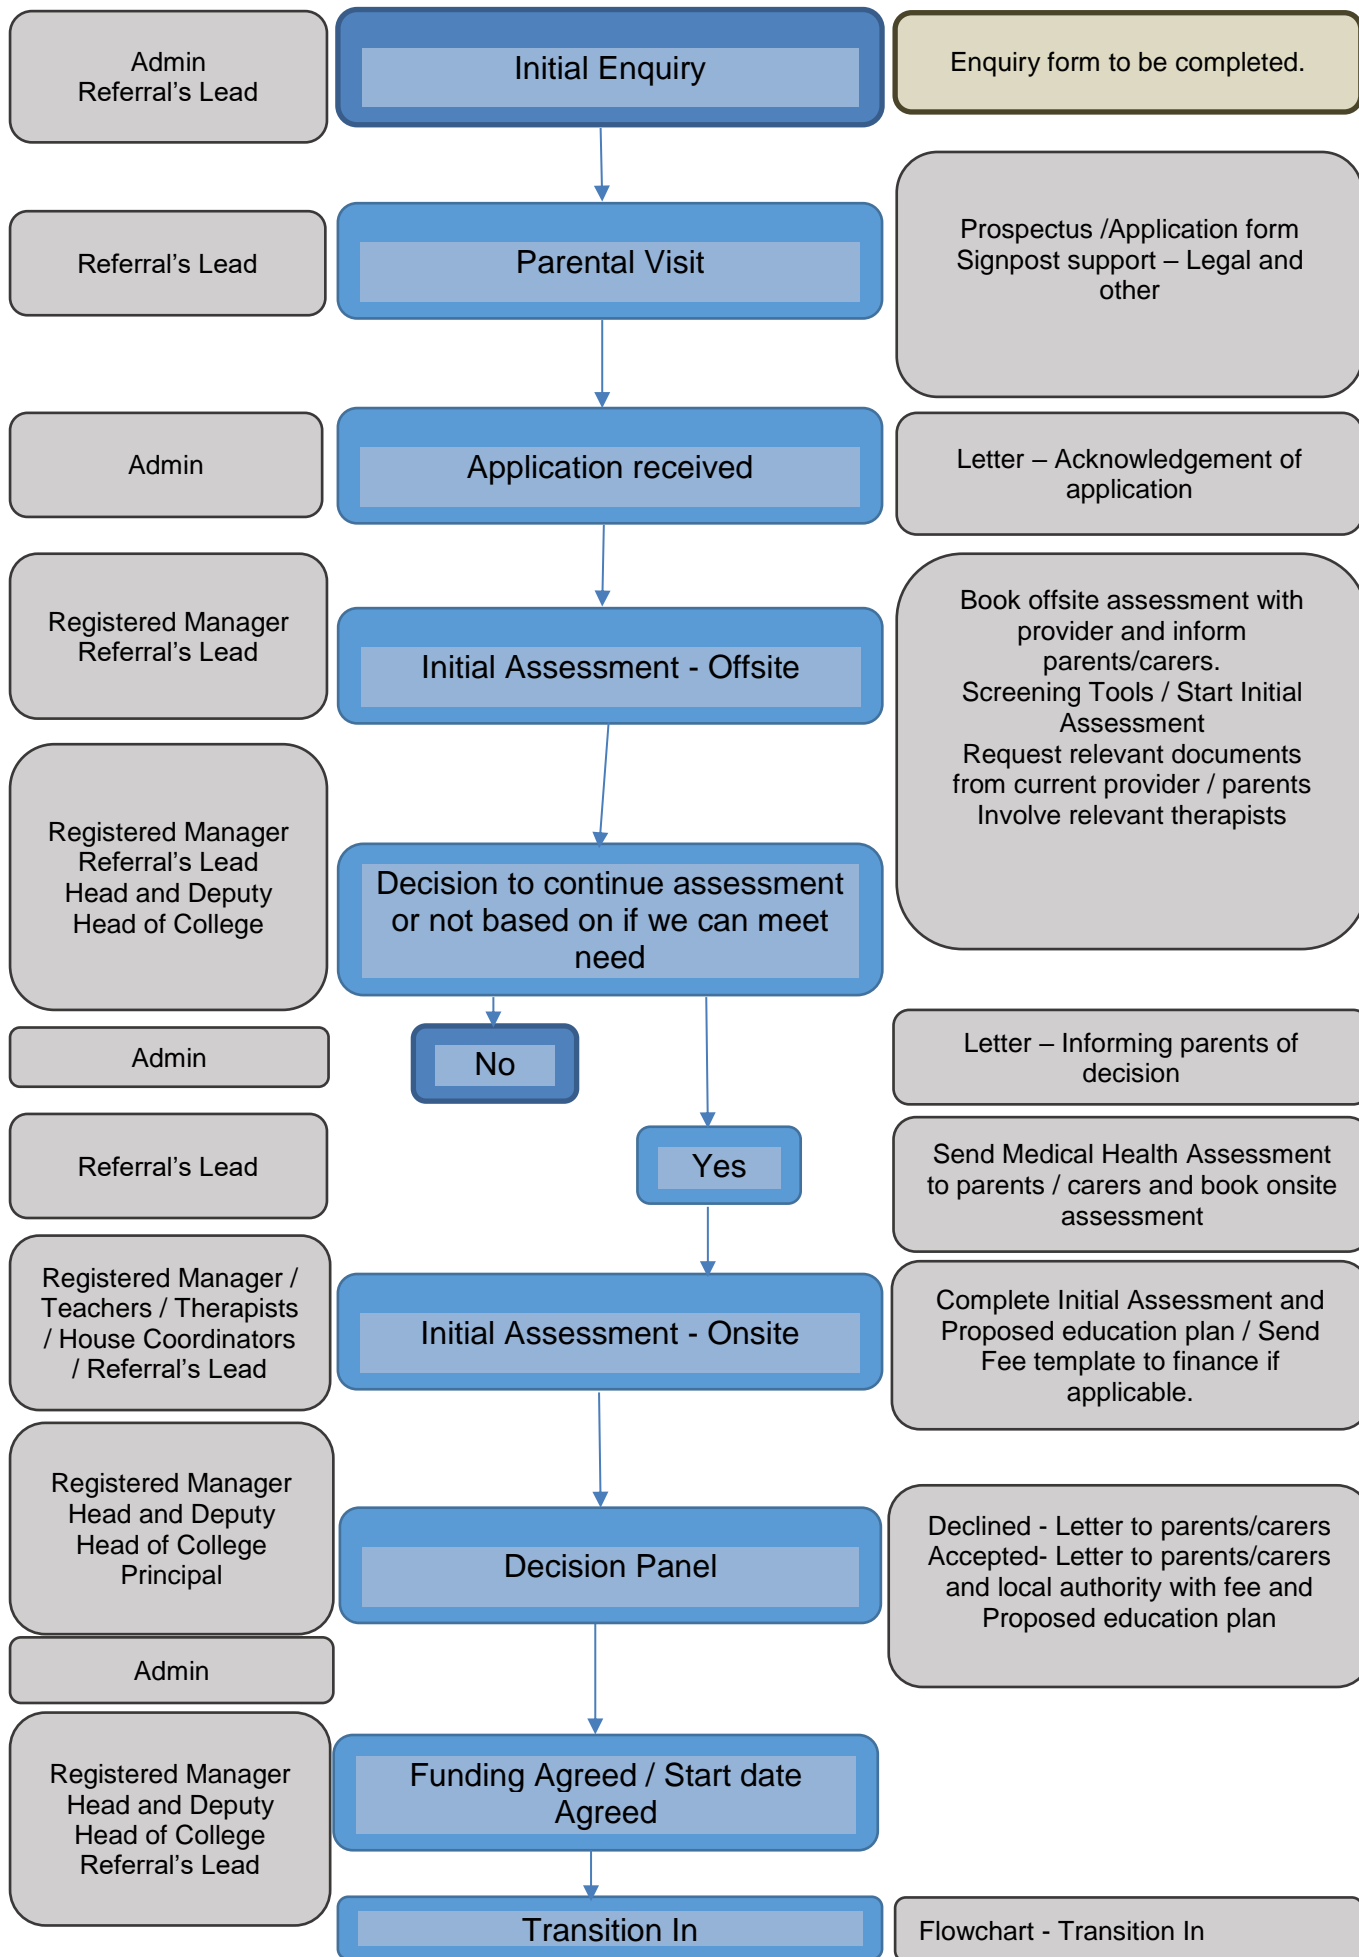 Admin
Referral's Lead
Initial Enquiry
Enquiry form to be completed.
Referral's Lead
Parental Visit
Prospectus /Application form
Signpost support – Legal and
other
Admin
Application received
Letter – Acknowledgement of
application
Registered Manager
Referral's Lead
Initial Assessment - Offsite
Book offsite assessment with
provider and inform
parents/carers.
Screening Tools / Start Initial
Assessment
Request relevant documents
from current provider / parents
Involve relevant therapists
Registered Manager
Referral's Lead
Head and Deputy
Head of College
Decision to continue assessment
or not based on if we can meet
need
Admin
No
Letter – Informing parents of
decision
Referral's Lead
Yes
Send Medical Health Assessment
to parents / carers and book onsite
assessment
Registered Manager /
Teachers / Therapists
/ House Coordinators
/ Referral's Lead
Initial Assessment - Onsite
Complete Initial Assessment and
Proposed education plan / Send
Fee template to finance if
applicable.
Registered Manager
Head and Deputy
Head of College
Principal
Decision Panel
Declined - Letter to parents/carers
Accepted- Letter to parents/carers
and local authority with fee and
Proposed education plan
Admin
Registered Manager
Head and Deputy
Head of College
Referral's Lead
Funding Agreed / Start date
Agreed
Transition In
Flowchart - Transition In